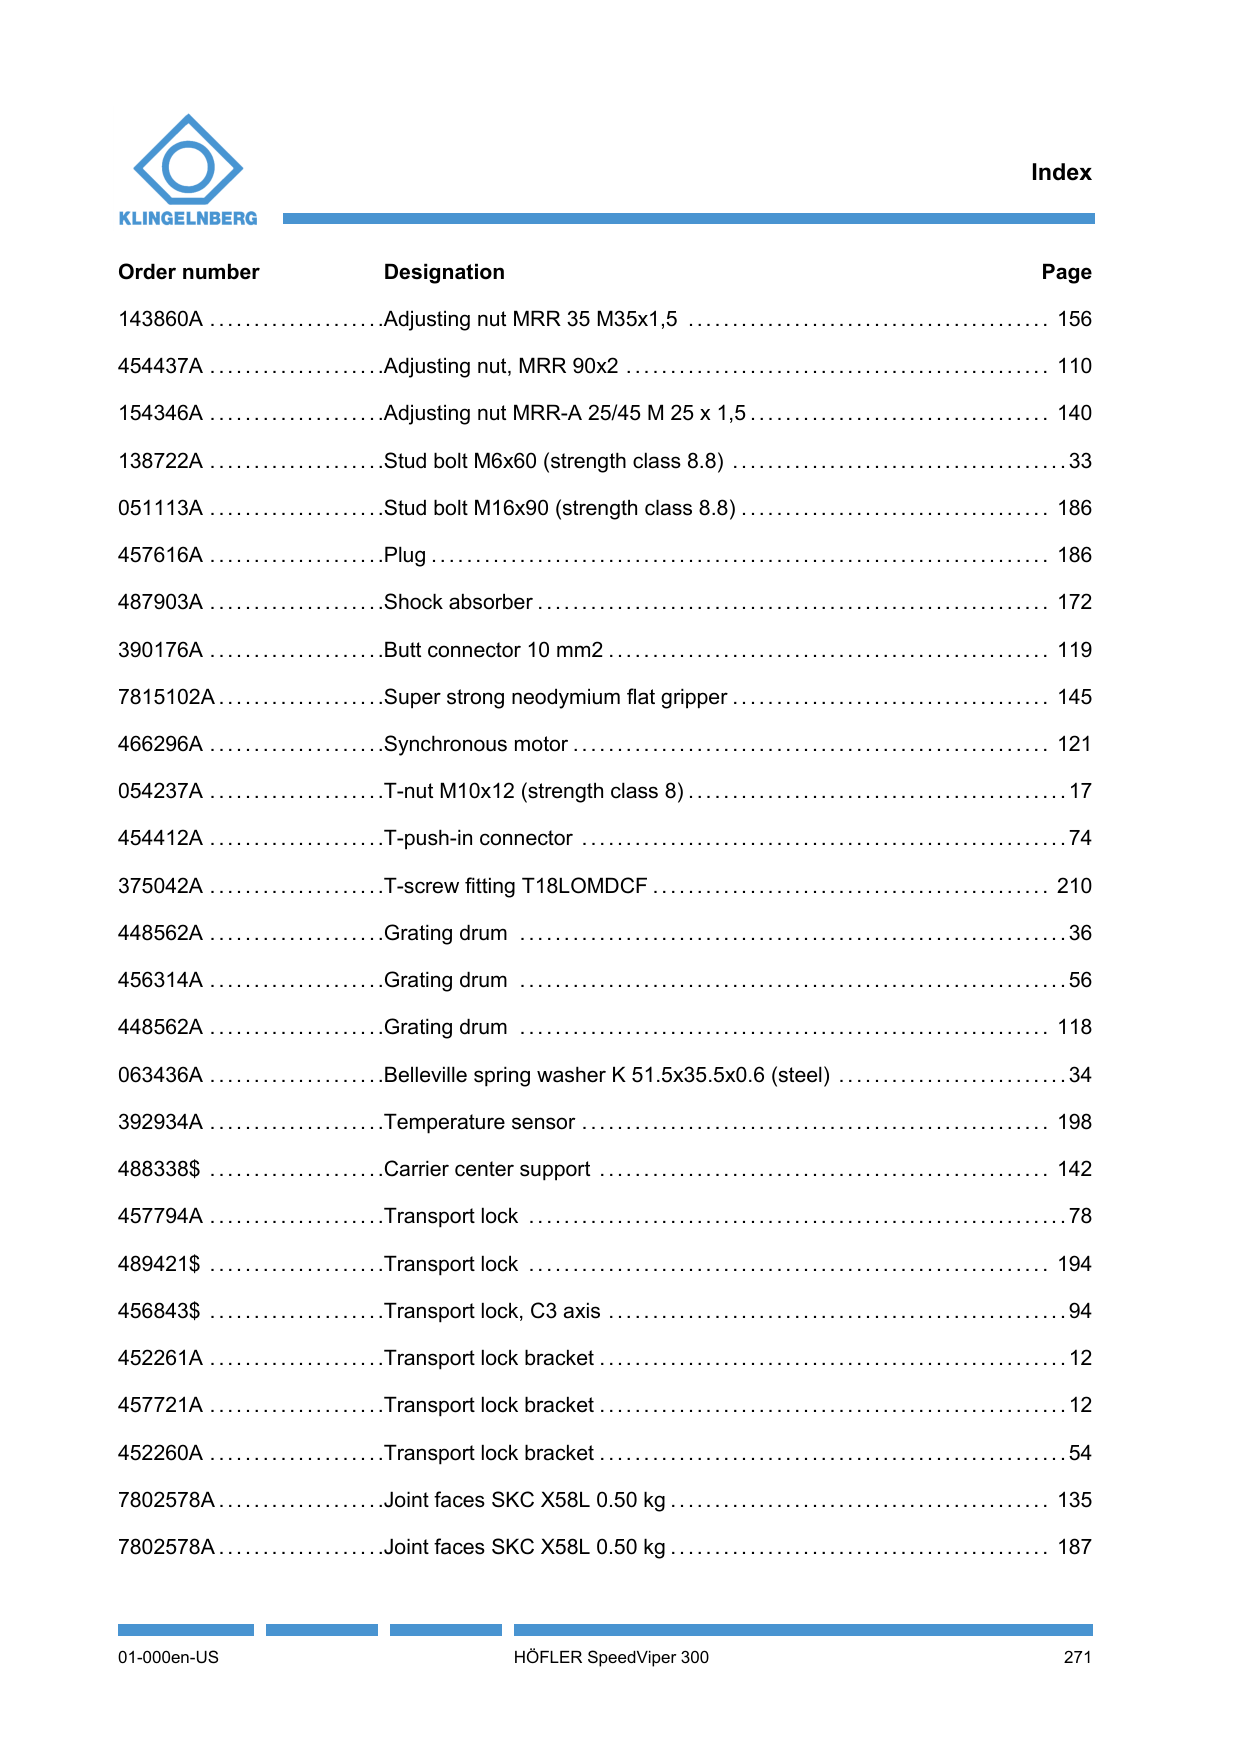 KLINGELNBERG
Index
Order number Designation Page
143860A ....................Adjusting nut MRR 35 M35x1,5 ......................................... 156
454437A ....................Adjusting nut, MRR 90x2 ................................................ 110
154346A ....................Adjusting nut MRR-A 25/45 M 25 x 1,5.................................. 140
138722A ....................Stud bolt M6x60 (strength class 8.8) ......................................33
051113A ....................Stud bolt M16x90 (strength class 8.8) ................................... 186
457616A ....................Plug...................................................................... 186
487903A ....................Shock absorber.......................................................... 172
390176A ....................Butt connector 10 mm2.................................................. 119
7815102A...................Super strong neodymium flat gripper.................................... 145
466296A ....................Synchronous motor...................................................... 121
054237A ....................T-nut M10x12 (strength class 8)...........................................17
454412A ....................T-push-in connector .......................................................74
375042A ....................T-screw fitting T18LOMDCF............................................. 210
448562A ....................Grating drum ..............................................................36
456314A ....................Grating drum ..............................................................56
448562A ....................Grating drum ............................................................ 118
063436A ....................Belleville spring washer K 51.5x35.5x0.6 (steel) ..........................34
392934A ....................Temperature sensor ..................................................... 198
488338$ ....................Carrier center support ................................................... 142
457794A ....................Transport lock .............................................................78
489421$ ....................Transport lock ........................................................... 194
456843$ ....................Transport lock, C3 axis ....................................................94
452261A ....................Transport lock bracket.....................................................12
457721A ....................Transport lock bracket.....................................................12
452260A ....................Transport lock bracket.....................................................54
7802578A...................Joint faces SKC X58L 0.50 kg........................................... 135
7802578A...................Joint faces SKC X58L 0.50 kg........................................... 187
01-000en-US HÖFLER SpeedViper 300 271